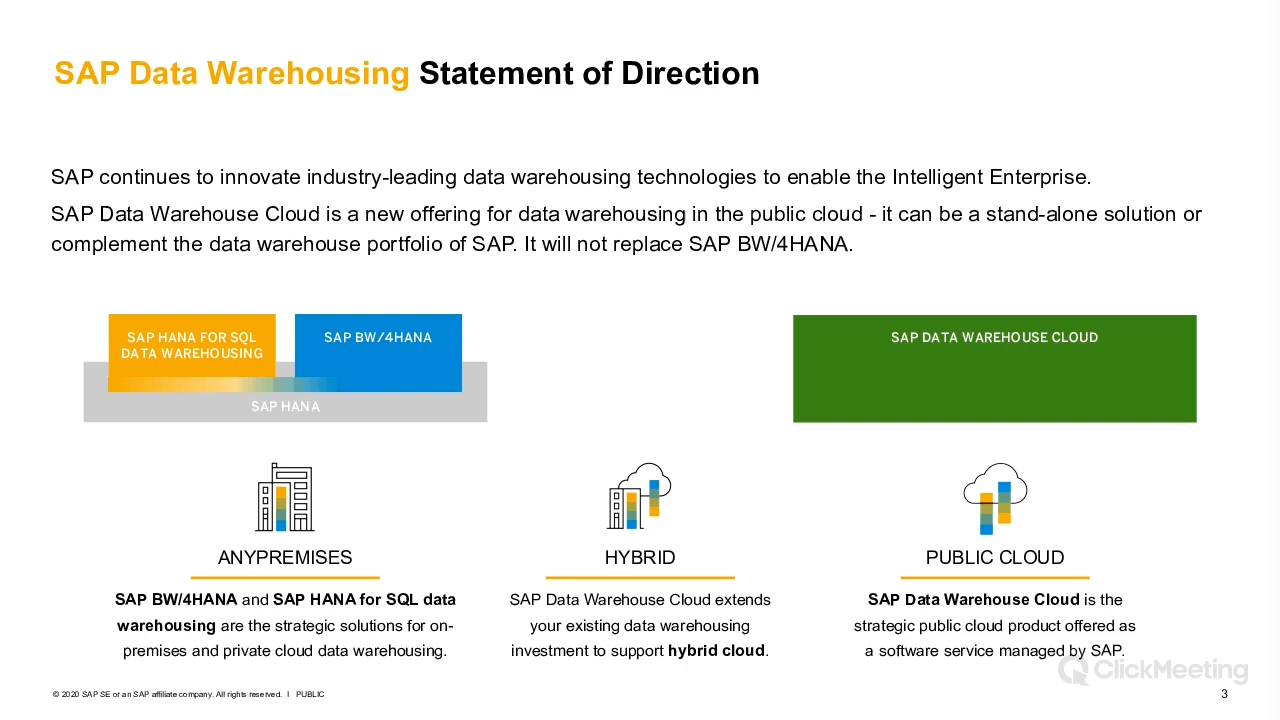 SAP Data Warehousing Statement of Direction
SAP continues to innovate industry-leading data warehousing technologies to enable the Intelligent Enterprise.
SAP Data Warehouse Cloud is a new offering for data warehousing in the public cloud - it can be a stand-alone solution or
complement the data warehouse portfolio of SAP. It will not replace SAP BW/4HANA.
SAP HANA FOR SQL
DATA WAREHOUSING
SAP BW/4HANA
SAP HANA
SAP DATA WAREHOUSE CLOUD
ANYPREMISES
SAP BW/4HANA and SAP HANA for SQL data
warehousing are the strategic solutions for on-
premises and private cloud data warehousing.
HYBRID
SAP Data Warehouse Cloud extends
your existing data warehousing
investment to support hybrid cloud.
PUBLIC CLOUD
SAP Data Warehouse Cloud is the
strategic public cloud product offered as
a software service managed by SAP.
ClickMeeting
© 2020 SAP SE or an SAP affiliate company. All rights reserved. I PUBLIC
3